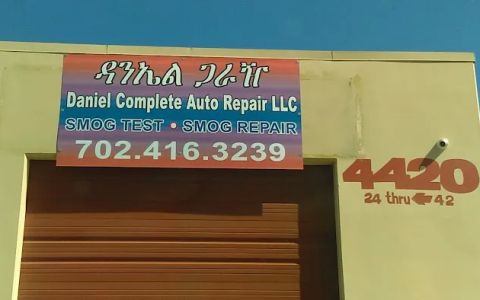 ዳንኤል ጋራዥ
Daniel Complete Auto Repair LLC
SMOG TEST • SMOG REPAIR
702.416.3239
4420
24 thru ← 42